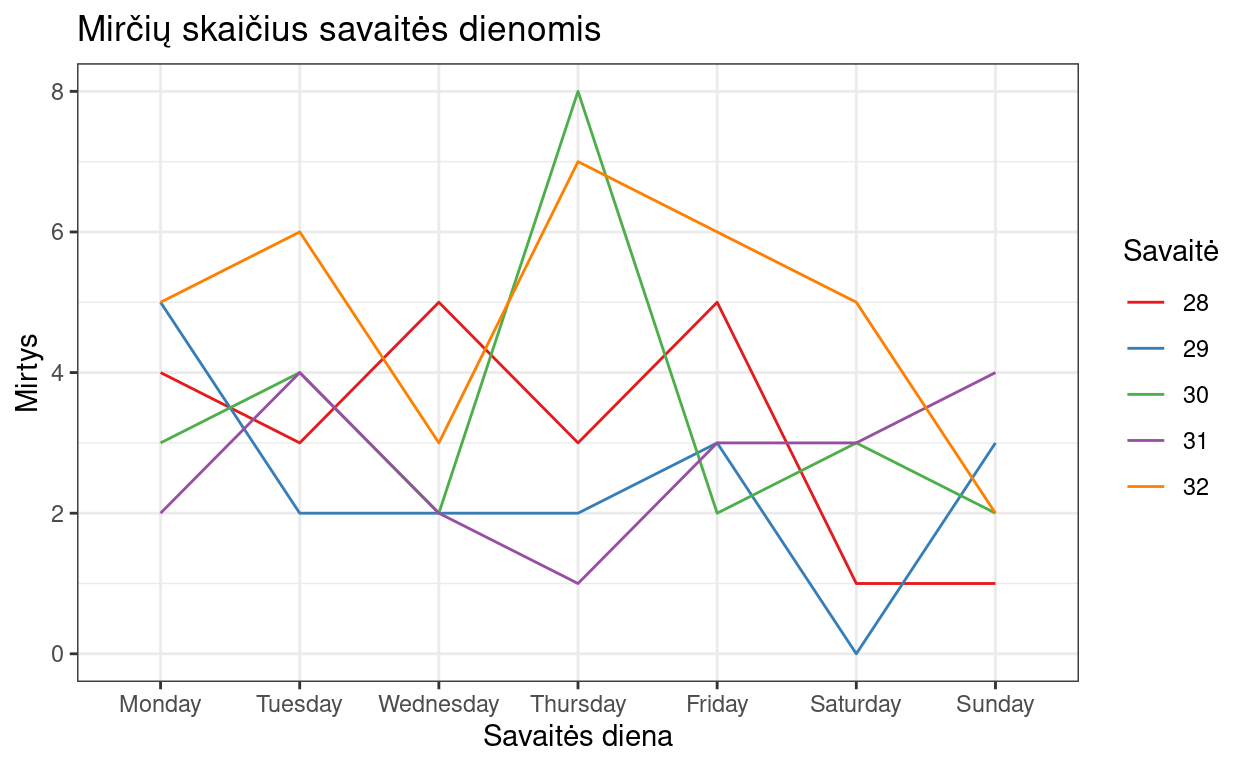 Mirčių skaičius savaitės dienomis
Mirtys
8
6
4
2
0
Monday Tuesday Wednesday Thursday Friday Saturday Sunday
Savaitės diena
Savaitė
28
29
30
31
32